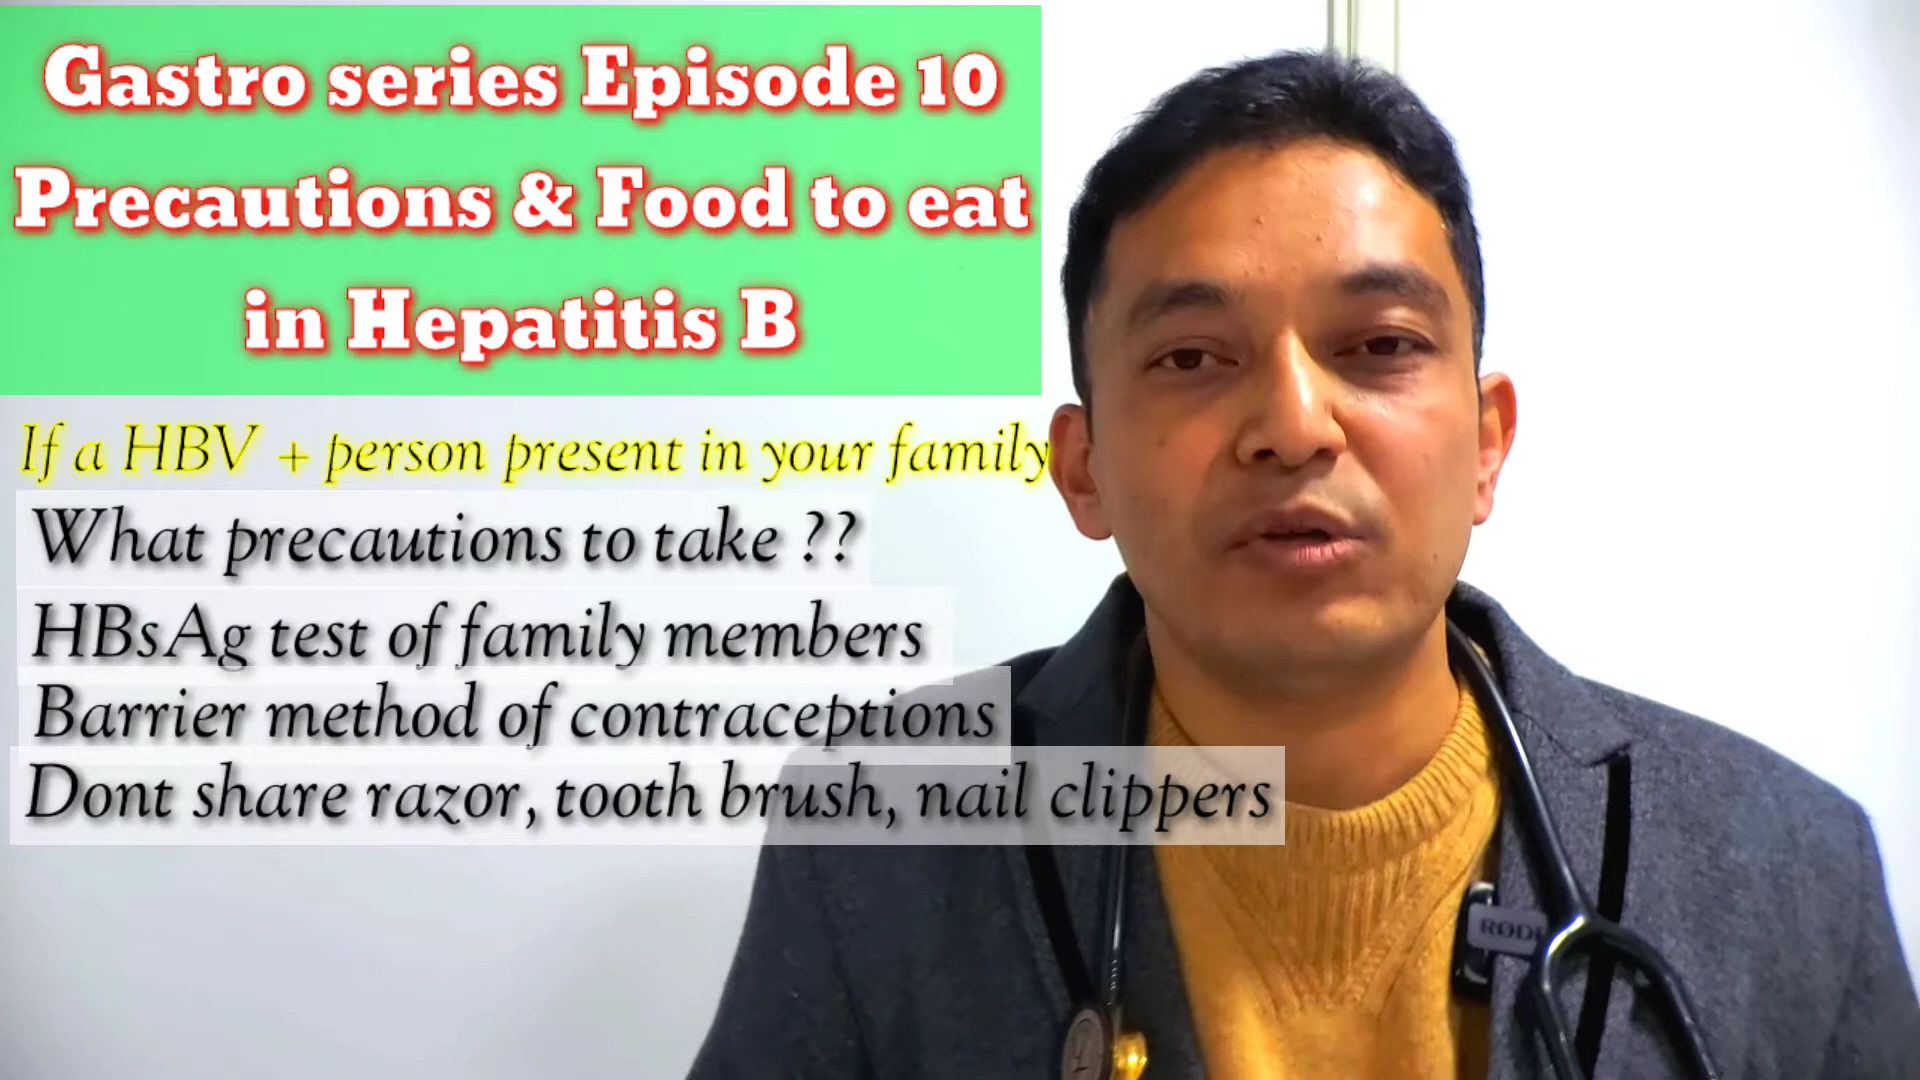 Gastro series Episode 10
Precautions & Food to eat
in Hepatitis B
If a HBV + person present in your family
What precautions to take ??
HBsAg test of family members
Barrier method of contraceptions
Dont share razor, tooth brush, nail clippers
RØDE